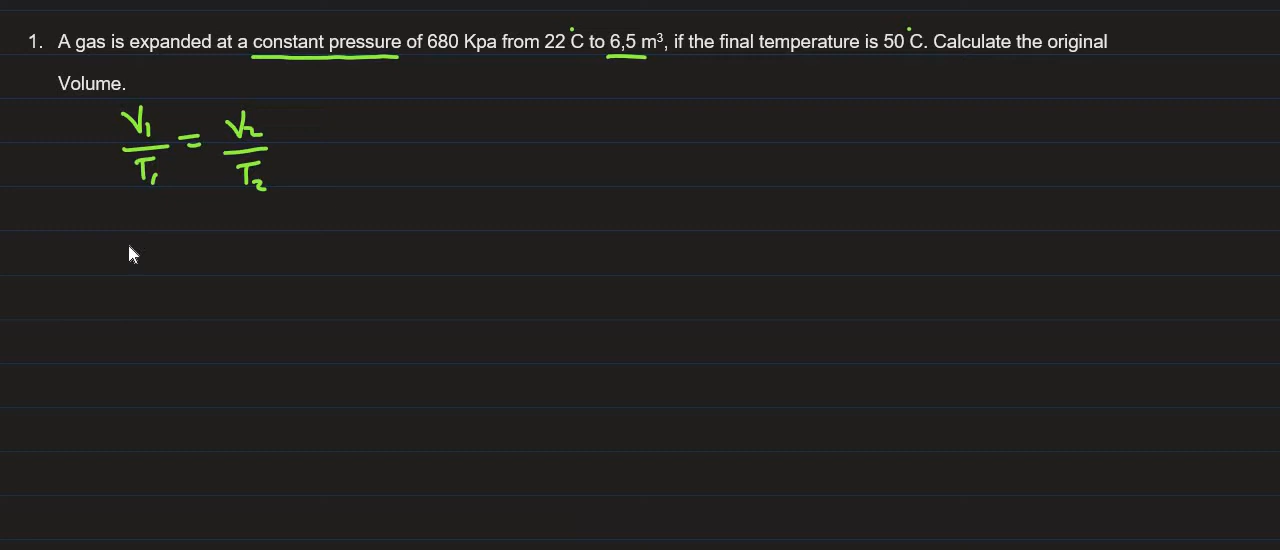 1. A gas is expanded at a constant pressure of 680 Kpa from 22 °C to 6,5 m³, if the final temperature is 50 °C. Calculate the original
Volume.
V₁/T₁ = V₂/T₂